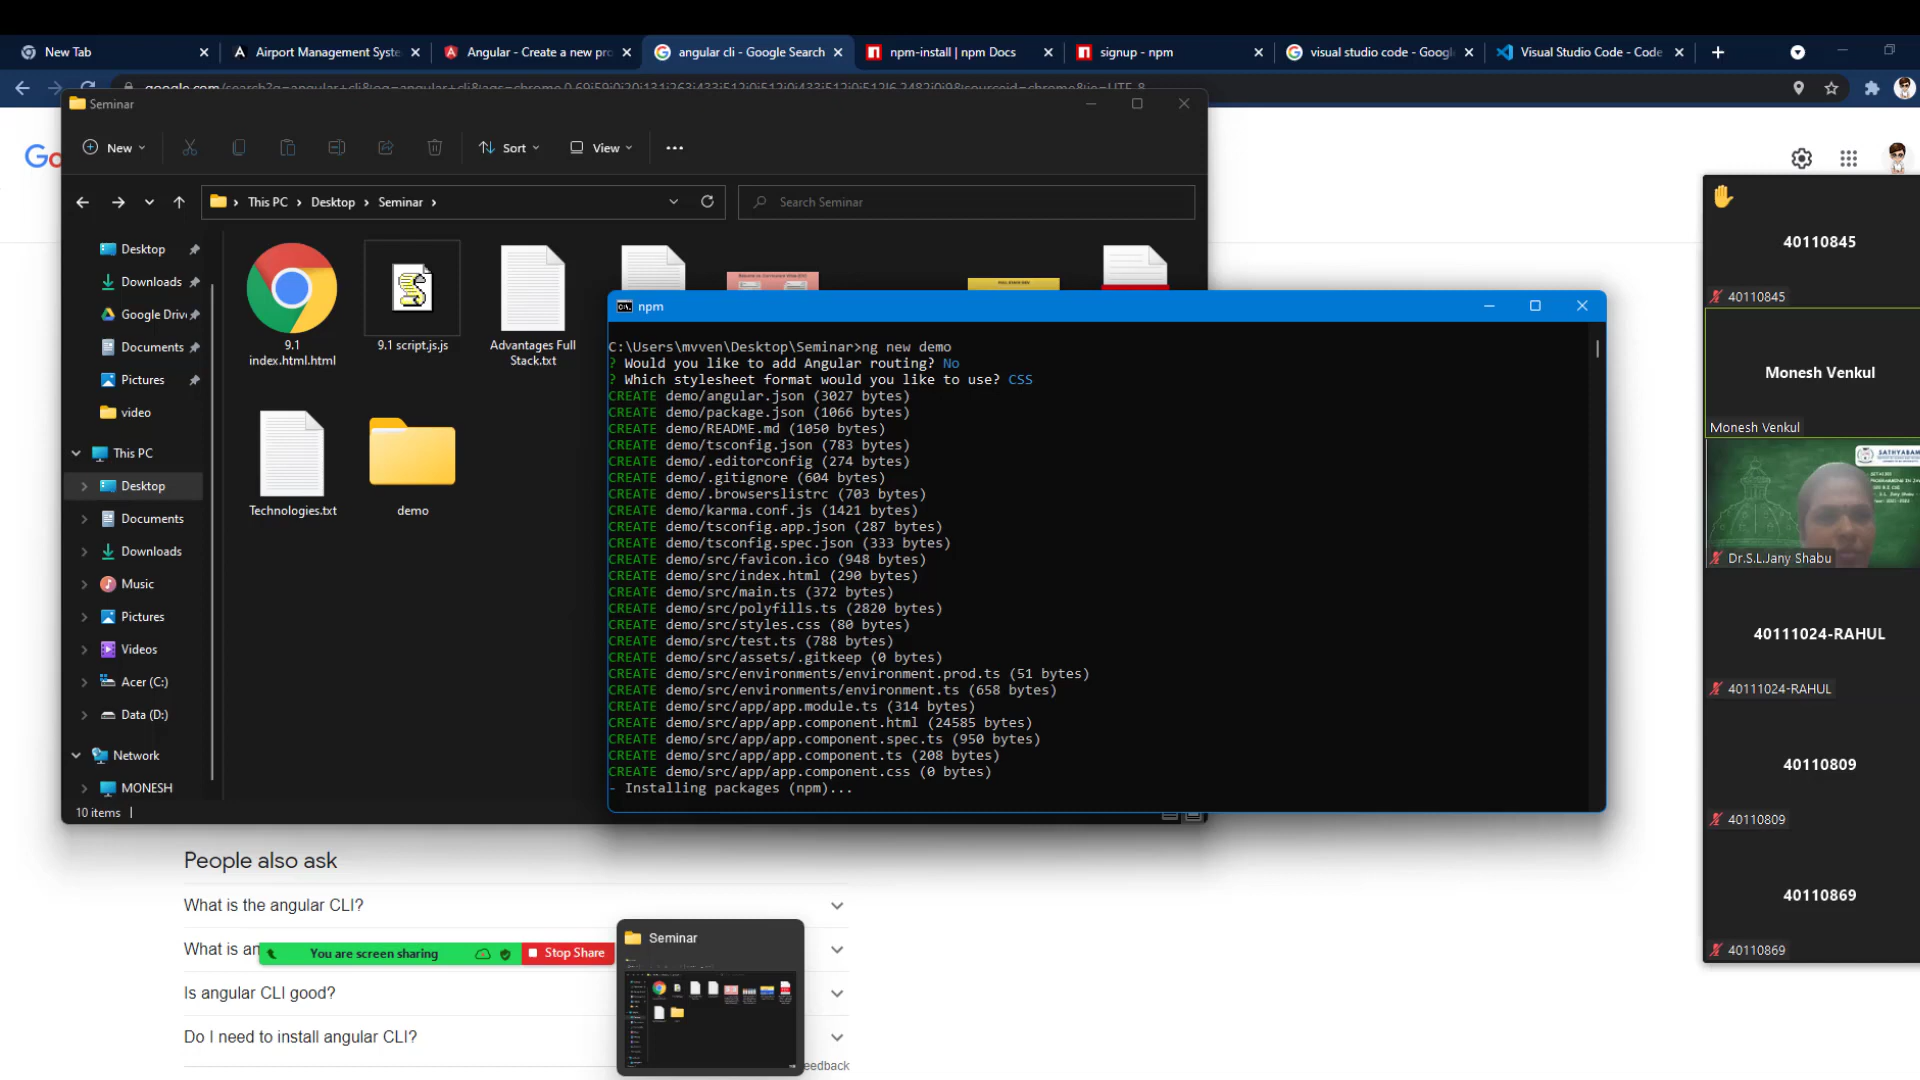 New Tab
Airport Management Syste
Angular - Create a new pro
angular cli - Google Search
npm-install | npm Docs
signup - npm
visual studio code - Googl
Visual Studio Code - Code
Seminar
New
Sort
View
Go
This PC
Desktop
Seminar
Search Seminar
Desktop
Downloads
Google Driv
Documents
Pictures
video
This PC
Desktop
Documents
Downloads
Music
Pictures
Videos
Acer (C:)
Data (D:)
Network
MONESH
10 items
9.1
index.html.html
9.1 script.js.js
Advantages Full
Stack.txt
Technologies.txt
demo
npm
C:\Users\mvven\Desktop\Seminar>ng new demo
? Would you like to add Angular routing? No
? Which stylesheet format would you like to use? CSS
CREATE demo/angular.json (3027 bytes)
CREATE demo/package.json (1066 bytes)
CREATE demo/README.md (1050 bytes)
CREATE demo/tsconfig.json (783 bytes)
CREATE demo/.editorconfig (274 bytes)
CREATE demo/.gitignore (604 bytes)
CREATE demo/.browserslistrc (703 bytes)
CREATE demo/karma.conf.js (1421 bytes)
CREATE demo/tsconfig.app.json (287 bytes)
CREATE demo/tsconfig.spec.json (333 bytes)
CREATE demo/src/favicon.ico (948 bytes)
CREATE demo/src/index.html (290 bytes)
CREATE demo/src/main.ts (372 bytes)
CREATE demo/src/polyfills.ts (2820 bytes)
CREATE demo/src/styles.css (80 bytes)
CREATE demo/src/test.ts (788 bytes)
CREATE demo/src/assets/.gitkeep (0 bytes)
CREATE demo/src/environments/environment.prod.ts (51 bytes)
CREATE demo/src/environments/environment.ts (658 bytes)
CREATE demo/src/app/app.module.ts (314 bytes)
CREATE demo/src/app/app.component.html (24585 bytes)
CREATE demo/src/app/app.component.spec.ts (950 bytes)
CREATE demo/src/app/app.component.ts (208 bytes)
CREATE demo/src/app/app.component.css (0 bytes)
- Installing packages (npm)...
40110845
40110845
Monesh Venkul
Monesh Venkul
SATHYABAM
Dr.S.L.Jany Shabu
40111024-RAHUL
40111024-RAHUL
40110809
40110809
40110869
40110869
People also ask
What is the angular CLI?
What is an
You are screen sharing
Stop Share
Is angular CLI good?
Do I need to install angular CLI?
Seminar
eedback